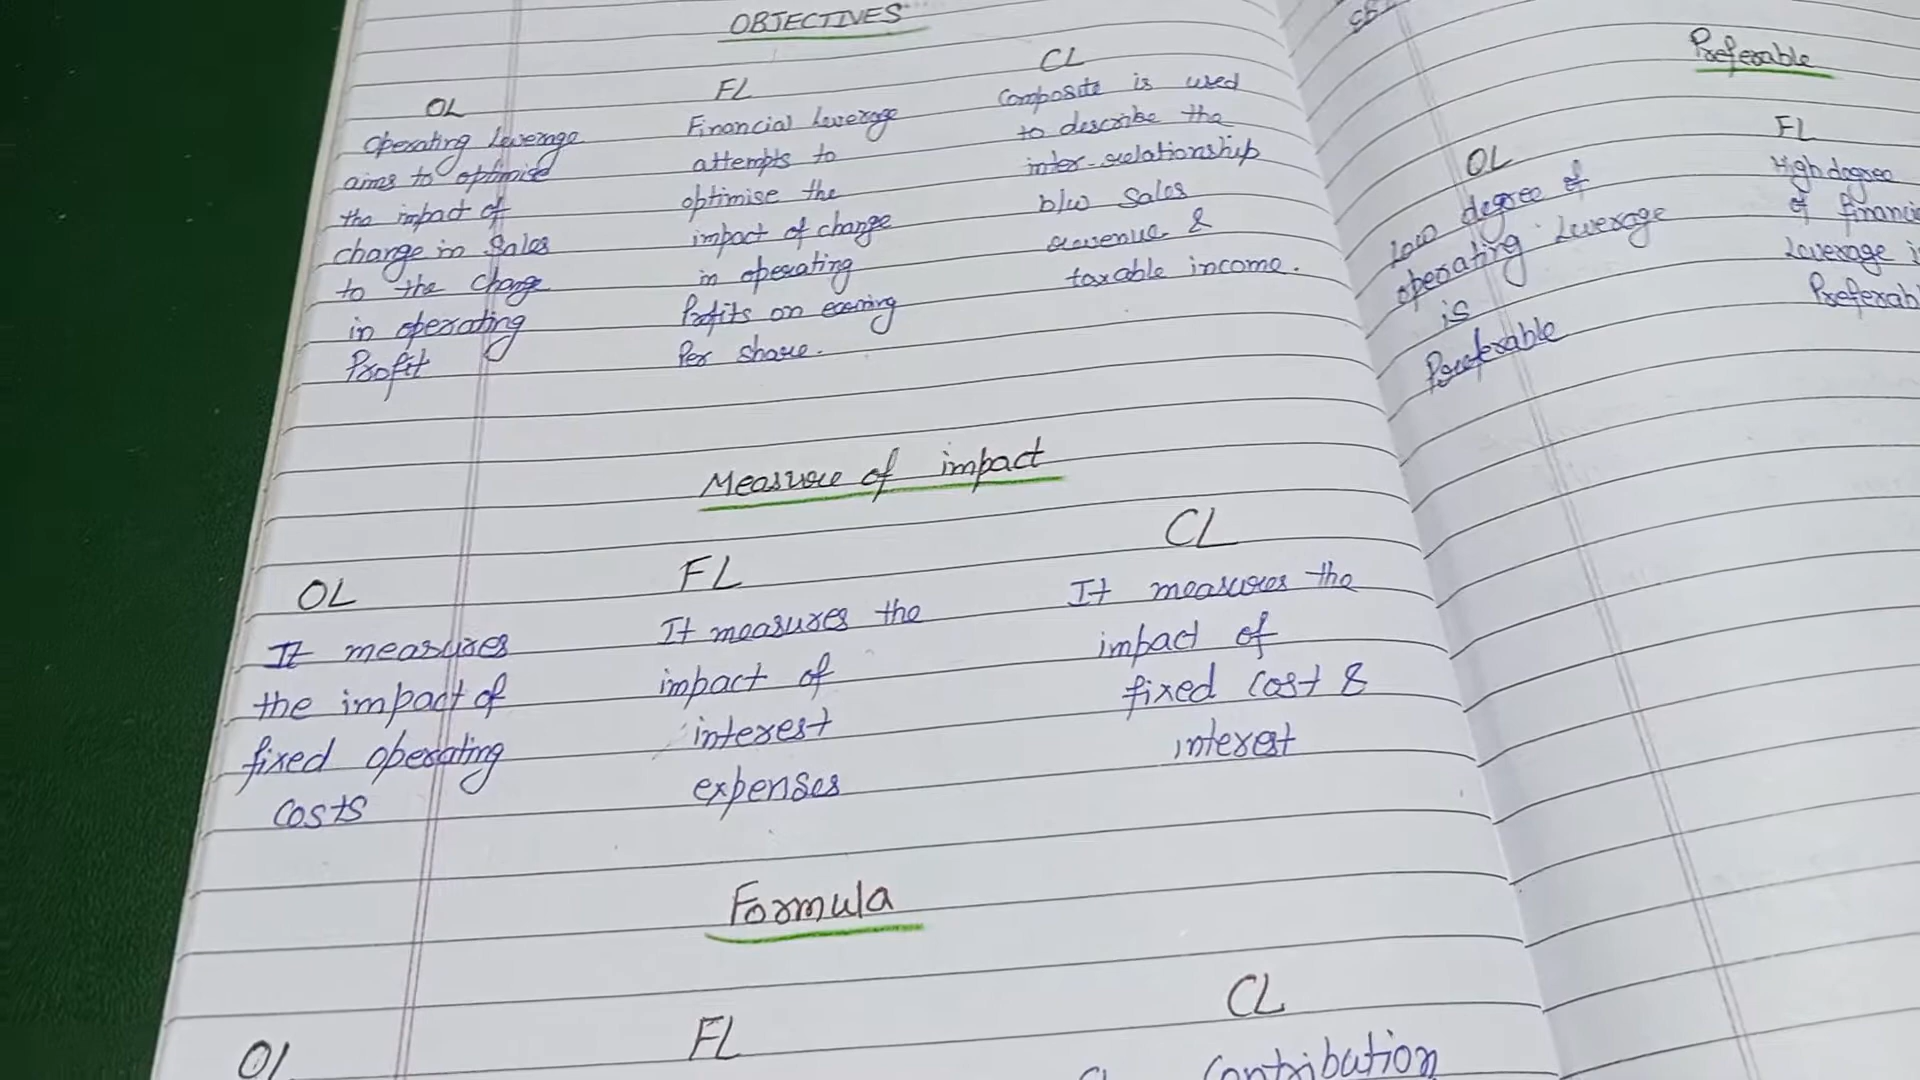 OBJECTIVES
OL
Operating Leverage
aims to optimise
the impact of
change in Sales
to the change
in operating
Profit
FL
Financial leverage
attempts to
optimise the
impact of change
in operating
Profits on earning
Per share.
CL
Composite is used
to describe the
inter-relationship
b/w Sales
revenue &
taxable income.
Measure of impact
OL
It measures
the impact of
fixed operating
costs
FL
It measures the
impact of
interest
expenses
CL
It measures the
impact of
fixed cost &
interest
Formula
OL
FL
CL
Contribution
Preferable
OL
Low degree of
operating leverage
is
Preferable
FL
High degree
of
Leverage